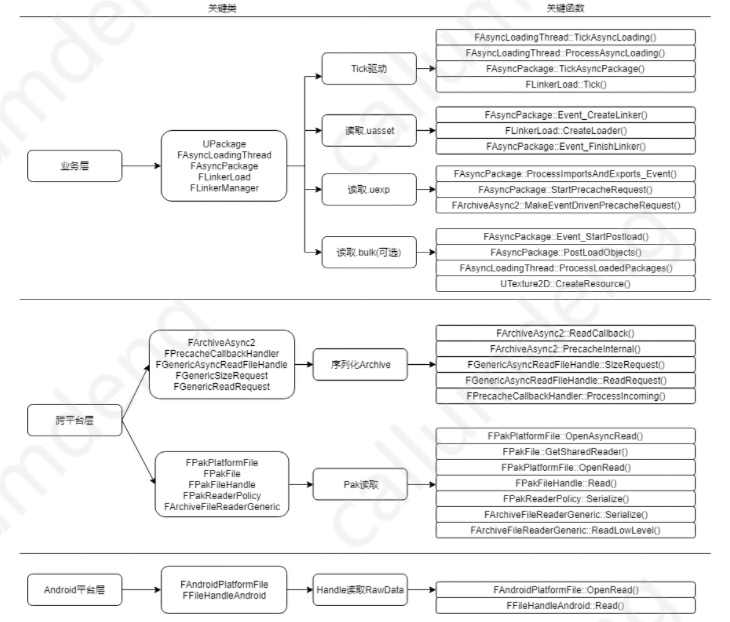 关键类
关键函数
业务层
UPackage
FAsyncLoadingThread
FAsyncPackage
FLinkerLoad
FLinkerManager
Tick驱动
FAsyncLoadingThread::TickAsyncLoading()
FAsyncLoadingThread::ProcessAsyncLoading()
FAsyncPackage::TickAsyncPackage()
FLinkerLoad::Tick()
读取.uasset
FAsyncPackage::Event_CreateLinker()
FLinkerLoad::CreateLoader()
FAsyncPackage::Event_FinishLinker()
读取.uexp
FAsyncPackage::ProcessImportsAndExports_Event()
FAsyncPackage::StartPrecacheRequest()
FArchiveAsync2::MakeEventDrivenPrecacheRequest()
读取.bulk(可选)
FAsyncPackage::Event_StartPostload()
FAsyncPackage::PostLoadObjects()
FAsyncLoadingThread::ProcessLoadedPackages()
UTexture2D::CreateResource()
跨平台层
FArchiveAsync2
FPrecacheCallbackHandler
FGenericAsyncReadFileHandle
FGenericSizeRequest
FGenericReadRequest
序列化Archive
FArchiveAsync2::ReadCallback()
FArchiveAsync2::PrecacheInternal()
FGenericAsyncReadFileHandle::SizeRequest()
FGenericAsyncReadFileHandle::ReadRequest()
FPrecacheCallbackHandler::ProcessIncoming()
FPakPlatformFile
FPakFile
FPakFileHandle
FPakReaderPolicy
FArchiveFileReaderGeneric
Pak读取
FPakPlatformFile::OpenAsyncRead()
FPakFile::GetSharedReader()
FPakPlatformFile::OpenRead()
FPakFileHandle::Read()
FPakReaderPolicy::Serialize()
FArchiveFileReaderGeneric::Serialize()
FArchiveFileReaderGeneric::ReadLowLevel()
Android平台层
FAndroidPlatformFile
FFileHandleAndroid
Handle读取RawData
FAndroidPlatformFile::OpenRead()
FFileHandleAndroid::Read()
callumdeng